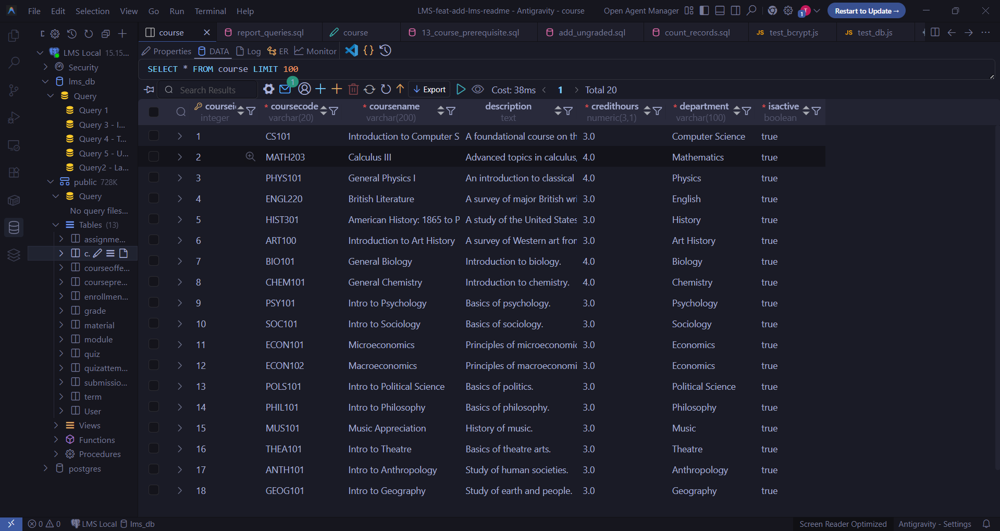 File Edit Selection View Go Run Terminal Help LMS-feat-add-lms-readme - Antigravity - course Open Agent Manager 1 T Restart to Update→
course report_queries.sql course 13_course_prerequisite.sql add_ungraded.sql count_records.sql JS test_bcrypt.js JS test_db.js
Properties DATA Log ER Monitor { }
SELECT * FROM course LIMIT 100
Search Results 1 Export Cost: 38ms 1 Total 20
LMS Local 15.15...
Security
lms_db
Query
Query 1
Query 3 - I...
Query 4 - T...
Query 5 - U...
Query2 - La...
public 728K
Query
No query files...
Tables (13)
assignme...
c.
courseoffe...
coursepre...
enrollmen...
grade
material
module
quiz
quizattem...
submissio...
term
User
Views
Functions
Procedures
postgres
* coursecode * coursename description * credithours * department * isactive
integer varchar(20) varchar(200) text numeric(3,1) varchar(100) boolean
1 CS101 Introduction to Computer S A foundational course on th 3.0 Computer Science true
2 MATH203 Calculus III Advanced topics in calculus, 4.0 Mathematics true
3 PHYS101 General Physics I An introduction to classical 4.0 Physics true
4 ENGL220 British Literature A survey of major British wri 3.0 English true
5 HIST301 American History: 1865 to P A study of the United States 3.0 History true
6 ART100 Introduction to Art History A survey of Western art from 3.0 Art History true
7 BIO101 General Biology Introduction to biology. 4.0 Biology true
8 CHEM101 General Chemistry Introduction to chemistry. 4.0 Chemistry true
9 PSY101 Intro to Psychology Basics of psychology. 3.0 Psychology true
10 SOC101 Intro to Sociology Basics of sociology. 3.0 Sociology true
11 ECON101 Microeconomics Principles of microeconomic 3.0 Economics true
12 ECON102 Macroeconomics Principles of macroeconomi 3.0 Economics true
13 POLS101 Intro to Political Science Basics of politics. 3.0 Political Science true
14 PHIL101 Intro to Philosophy Basics of philosophy. 3.0 Philosophy true
15 MUS101 Music Appreciation History of music. 3.0 Music true
16 THEA101 Intro to Theatre Basics of theatre arts. 3.0 Theatre true
17 ANTH101 Intro to Anthropology Study of human societies. 3.0 Anthropology true
18 GEOG101 Intro to Geography Study of earth and people. 3.0 Geography true
0 0 LMS Local lms_db Screen Reader Optimized Antigravity - Settings